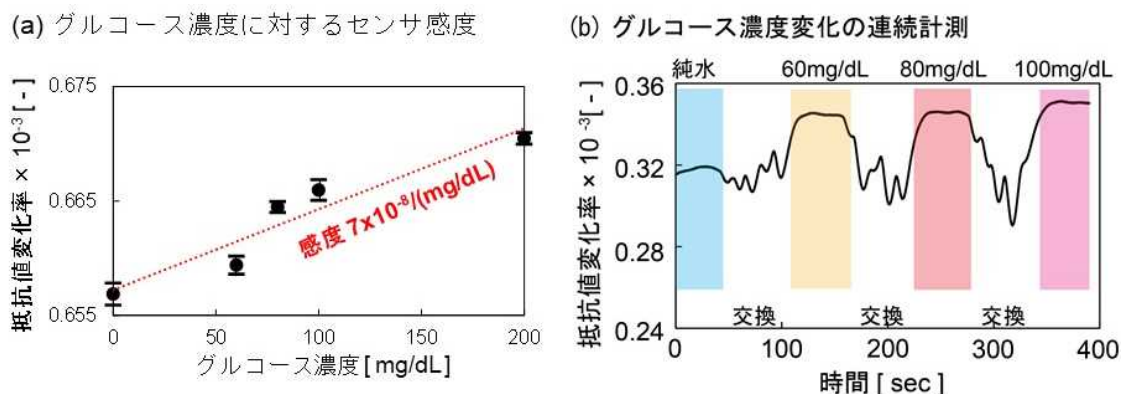 (a) グルコース濃度に対するセンサ感度
抵抗値変化率 × 10⁻³ [ - ]
0.675
0.665
0.655
感度 7x10⁻⁸/(mg/dL)
0
50
100
150
200
グルコース濃度 [ mg/dL]
(b) グルコース濃度変化の連続計測
純水
60mg/dL
80mg/dL
100mg/dL
抵抗値変化率 × 10⁻³ [ - ]
0.36
0.32
0.28
0.24
交換
交換
交換
0
100
200
300
400
時間 [ sec ]